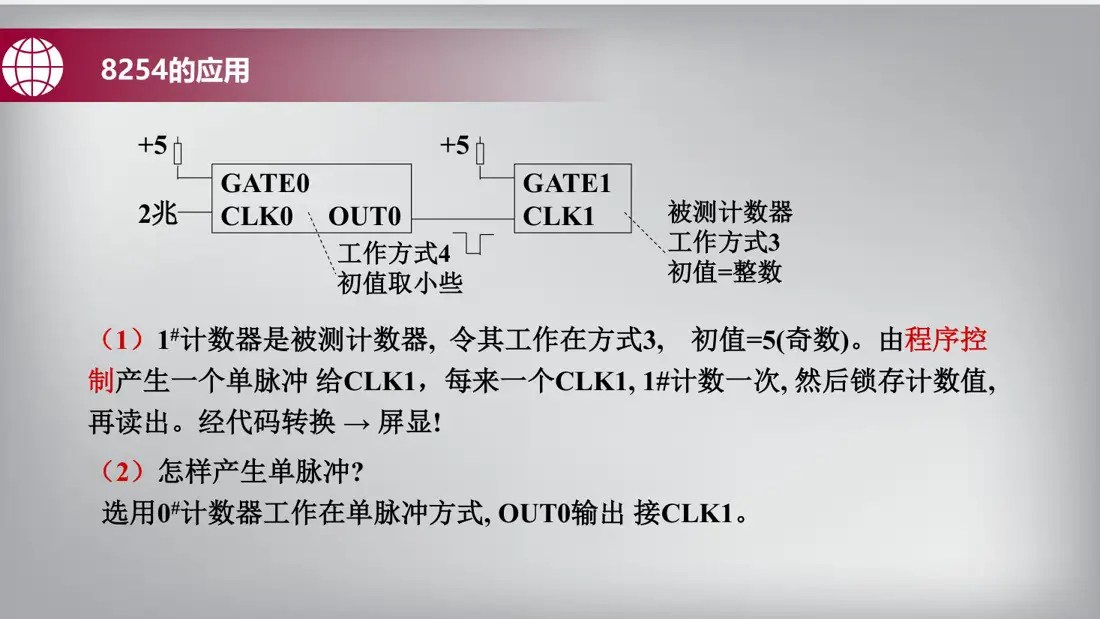 8254的应用
+5
+5
GATE0
GATE1
2兆
CLK0 OUT0
CLK1
被测计数器
工作方式3
初值=整数
工作方式4
初值取小些
（1）1#计数器是被测计数器, 令其工作在方式3, 初值=5(奇数)。由程序控
制产生一个单脉冲 给CLK1，每来一个CLK1, 1#计数一次, 然后锁存计数值,
再读出。经代码转换 → 屏显!
（2）怎样产生单脉冲?
选用0#计数器工作在单脉冲方式, OUT0输出 接CLK1。